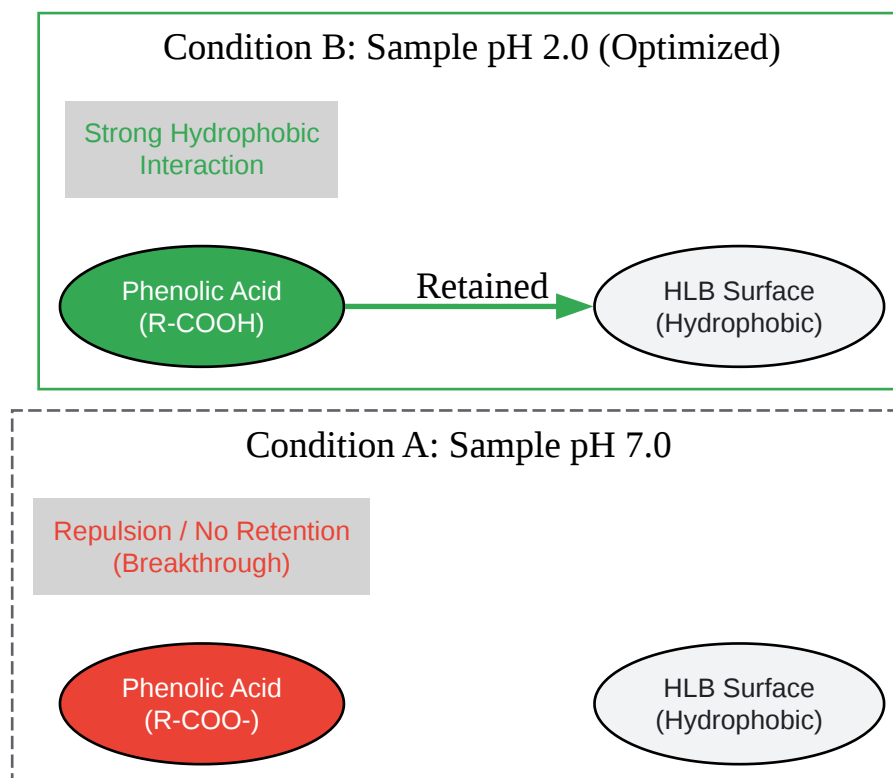 Condition B: Sample pH 2.0 (Optimized)
Strong Hydrophobic
Interaction
Phenolic Acid
(R-COOH)
Retained
HLB Surface
(Hydrophobic)
Condition A: Sample pH 7.0
Repulsion / No Retention
(Breakthrough)
Phenolic Acid
(R-COO-)
HLB Surface
(Hydrophobic)